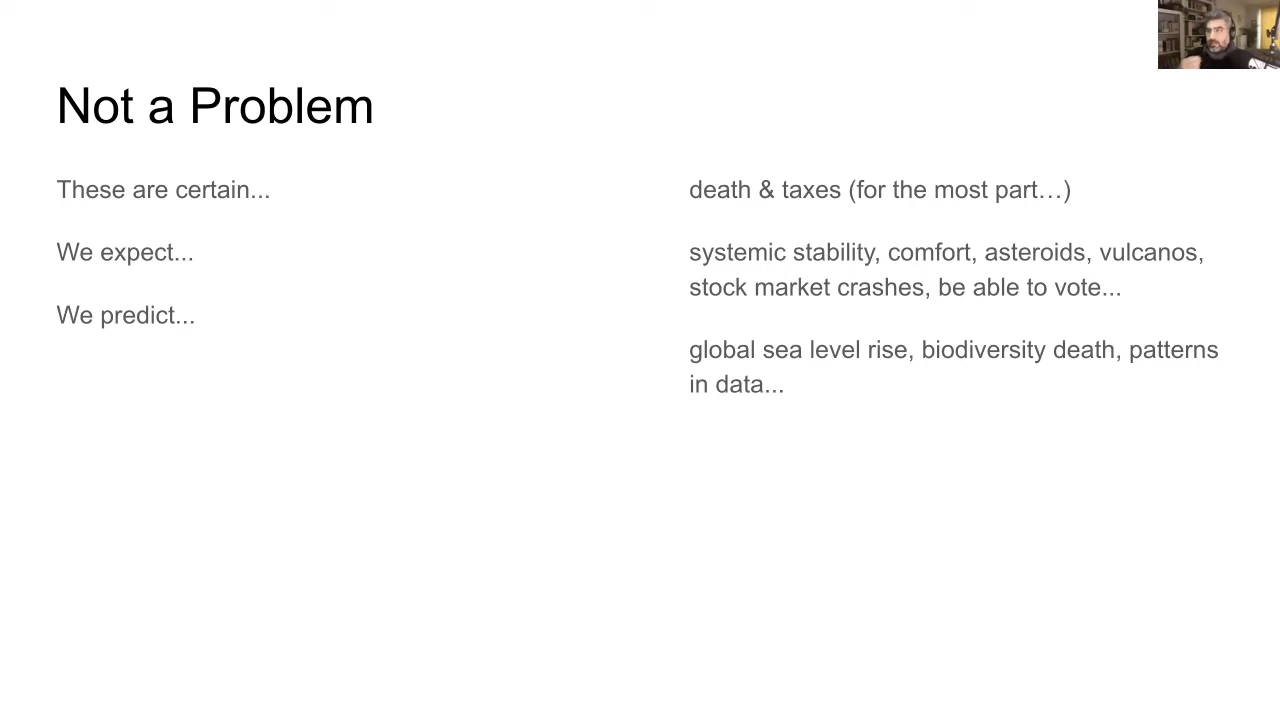 Not a Problem
These are certain...
We expect...
We predict...
death & taxes (for the most part…)
systemic stability, comfort, asteroids, vulcanos,
stock market crashes, be able to vote...
global sea level rise, biodiversity death, patterns
in data...